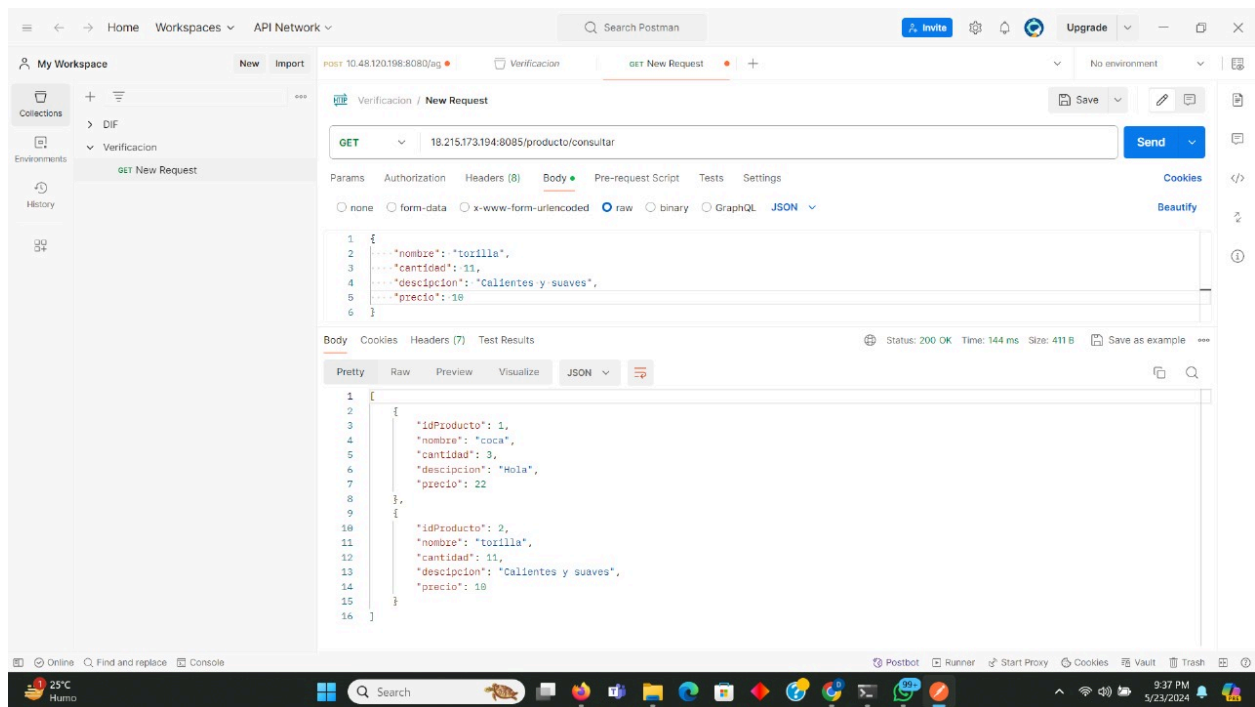 Home Workspaces API Network Search Postman Invite Upgrade
My Workspace New Import POST 10.48.120.198:8080/ag Verificacion GET New Request No environment
Collections
Environments
History
DIF
Verificacion
GET New Request
HTTP Verificacion / New Request Save
GET 18.215.173.194:8085/producto/consultar Send
Params Authorization Headers (8) Body Pre-request Script Tests Settings Cookies
none form-data x-www-form-urlencoded raw binary GraphQL JSON Beautify
1 {
2 "nombre": "torilla",
3 "cantidad": 11,
4 "descipcion": "Calientes y suaves",
5 "precio": 10
6 }
Body Cookies Headers (7) Test Results Status: 200 OK Time: 144 ms Size: 411 B Save as example
Pretty Raw Preview Visualize JSON
1 [
2 {
3 "idProducto": 1,
4 "nombre": "coca",
5 "cantidad": 3,
6 "descipcion": "Hola",
7 "precio": 22
8 },
9 {
10 "idProducto": 2,
11 "nombre": "torilla",
12 "cantidad": 11,
13 "descipcion": "Calientes y suaves",
14 "precio": 10
15 }
16 ]
Online Find and replace Console Postbot Runner Start Proxy Cookies Vault Trash
1 25°C
Humo
Search
99+
9:37 PM
5/23/2024